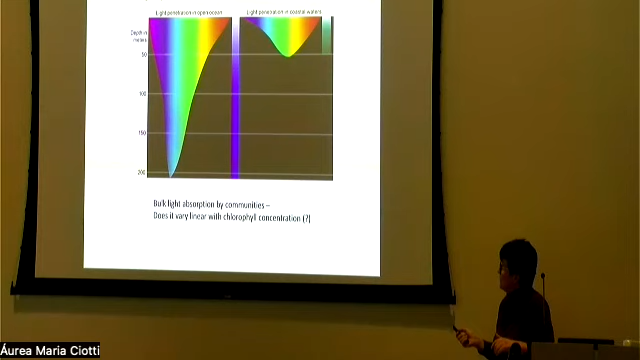 Light penetration in open ocean
Light penetration in coastal waters
Depth in
meters
50
100
150
200
Bulk light absorption by communities –
Does it vary linear with chlorophyll concentration (?)
Áurea Maria Ciotti